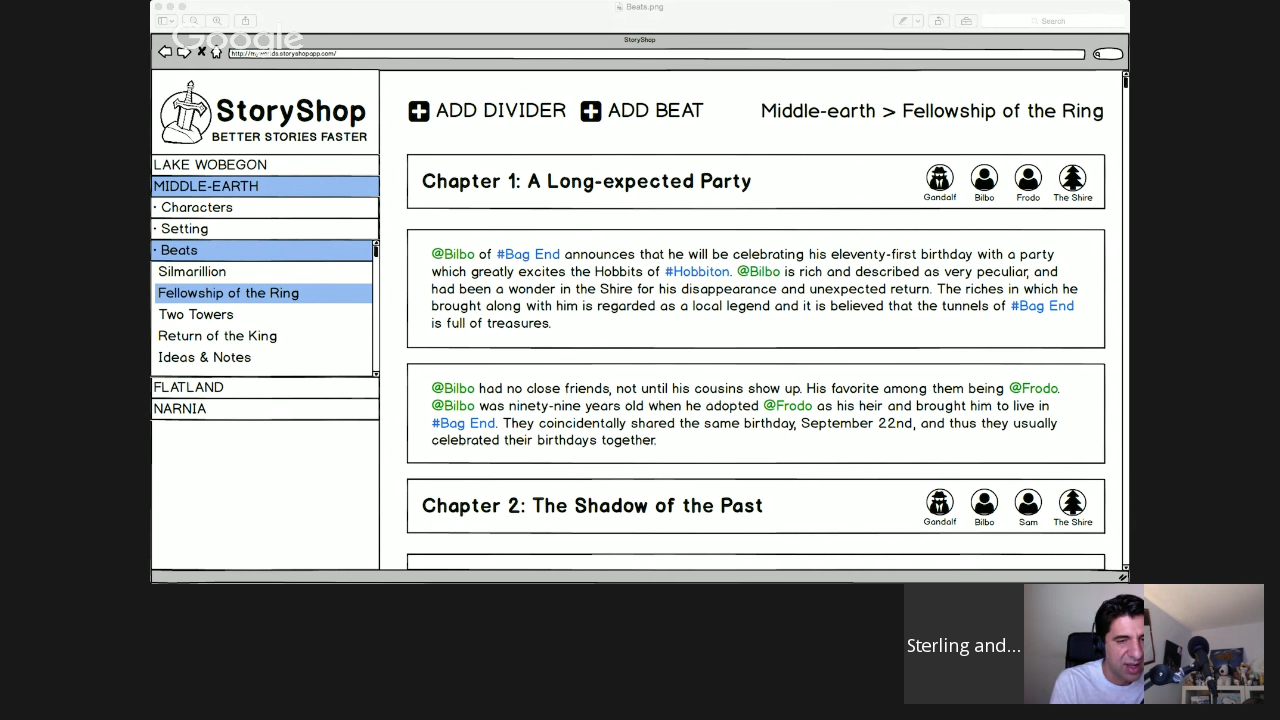 Beats.png
Search
Google
StoryShop
StoryShop
BETTER STORIES FASTER
LAKE WOBEGON
MIDDLE-EARTH
· Characters
· Setting
· Beats
Silmarillion
Fellowship of the Ring
Two Towers
Return of the King
Ideas & Notes
FLATLAND
NARNIA
ADD DIVIDER
ADD BEAT
Middle-earth > Fellowship of the Ring
Chapter 1: A Long-expected Party
Gandalf
Bilbo
Frodo
The Shire
@Bilbo of #Bag End announces that he will be celebrating his eleventy-first birthday with a party
which greatly excites the Hobbits of #Hobbiton. @Bilbo is rich and described as very peculiar, and
had been a wonder in the Shire for his disappearance and unexpected return. The riches in which he
brought along with him is regarded as a local legend and it is believed that the tunnels of #Bag End
is full of treasures.
@Bilbo had no close friends, not until his cousins show up. His favorite among them being @Frodo.
@Bilbo was ninety-nine years old when he adopted @Frodo as his heir and brought him to live in
#Bag End. They coincidentally shared the same birthday, September 22nd, and thus they usually
celebrated their birthdays together.
Chapter 2: The Shadow of the Past
Gandalf
Bilbo
Sam
The Shire
Sterling and...